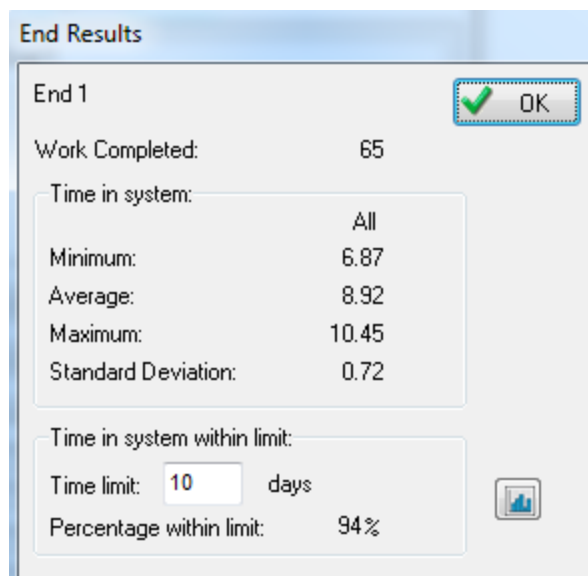 End Results
End 1
OK
Work Completed: 65
Time in system:
All
Minimum: 6.87
Average: 8.92
Maximum: 10.45
Standard Deviation: 0.72
Time in system within limit:
Time limit: 10 days
Percentage within limit: 94%